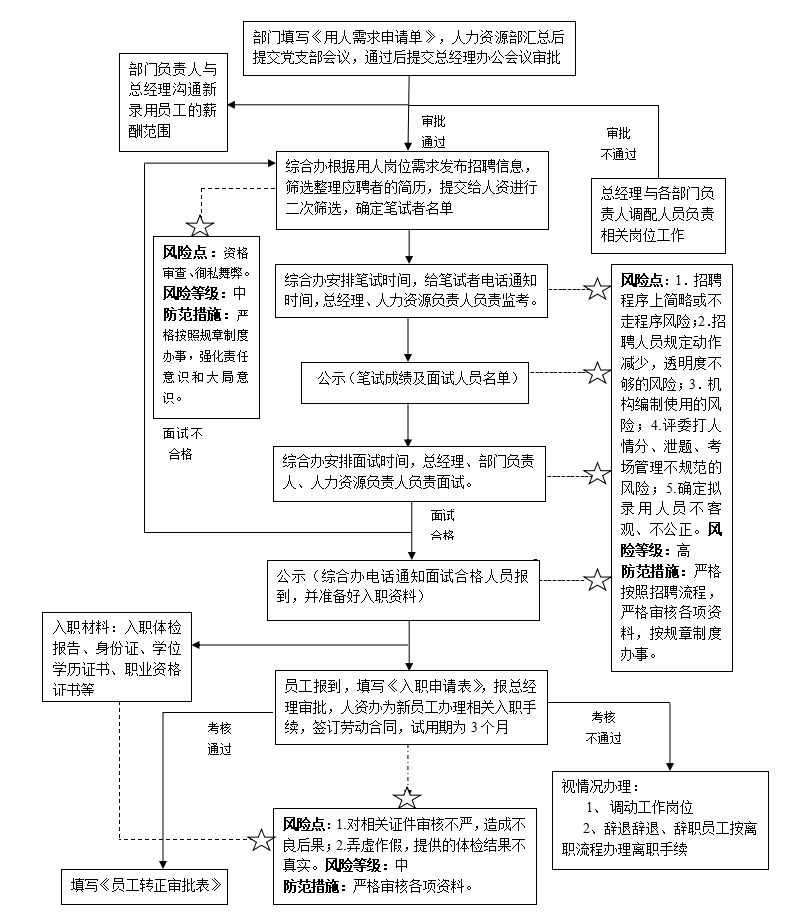 部门填写《用人需求申请单》，人力资源部汇总后
提交党支部会议，通过后提交总经理办公会议审批
部门负责人与
总经理沟通新
录用员工的薪
酬范围
审批
通过
审批
不通过
综合办根据用人岗位需求发布招聘信息，
筛选整理应聘者的简历，提交给人资进行
二次筛选，确定笔试者名单
总经理与各部门负
责人调配人员负责
相关岗位工作
风险点：资格
审查、徇私舞弊。
风险等级：中
防范措施：严
格按照规章制度
办事，强化责任
意识和大局意
识。
综合办安排笔试时间，给笔试者电话通知
时间，总经理、人力资源负责人负责监考。
风险点：1．招聘
程序上简略或不
走程序风险;2.招
聘人员规定动作
减少，透明度不
够的风险；3．机
构编制使用的风
险；4.评委打人
情分、泄题、考
场管理不规范的
风险；5.确定拟
录用人员不客
观、不公正。风
险等级：高
防范措施：严格
按照招聘流程，
严格审核各项资
料，按规章制度
办事。
公示（笔试成绩及面试人员名单）
面试不
合格
综合办安排面试时间，总经理、部门负责
人、人力资源负责人负责面试。
面试
合格
公示（综合办电话通知面试合格人员报
到，并准备好入职资料）
入职材料：入职体检
报告、身份证、学位
学历证书、职业资格
证书等
员工报到，填写《入职申请表》，报总经
理审批，人资办为新员工办理相关入职手
续，签订劳动合同，试用期为 3 个月
考核
通过
考核
不通过
视情况办理：
1、 调动工作岗位
2、辞退辞退、辞职员工按离
职流程办理离职手续
风险点：1.对相关证件审核不严，造成不
良后果；2.弄虚作假，提供的体检结果不
真实。风险等级：中
防范措施：严格审核各项资料。
填写《员工转正审批表》